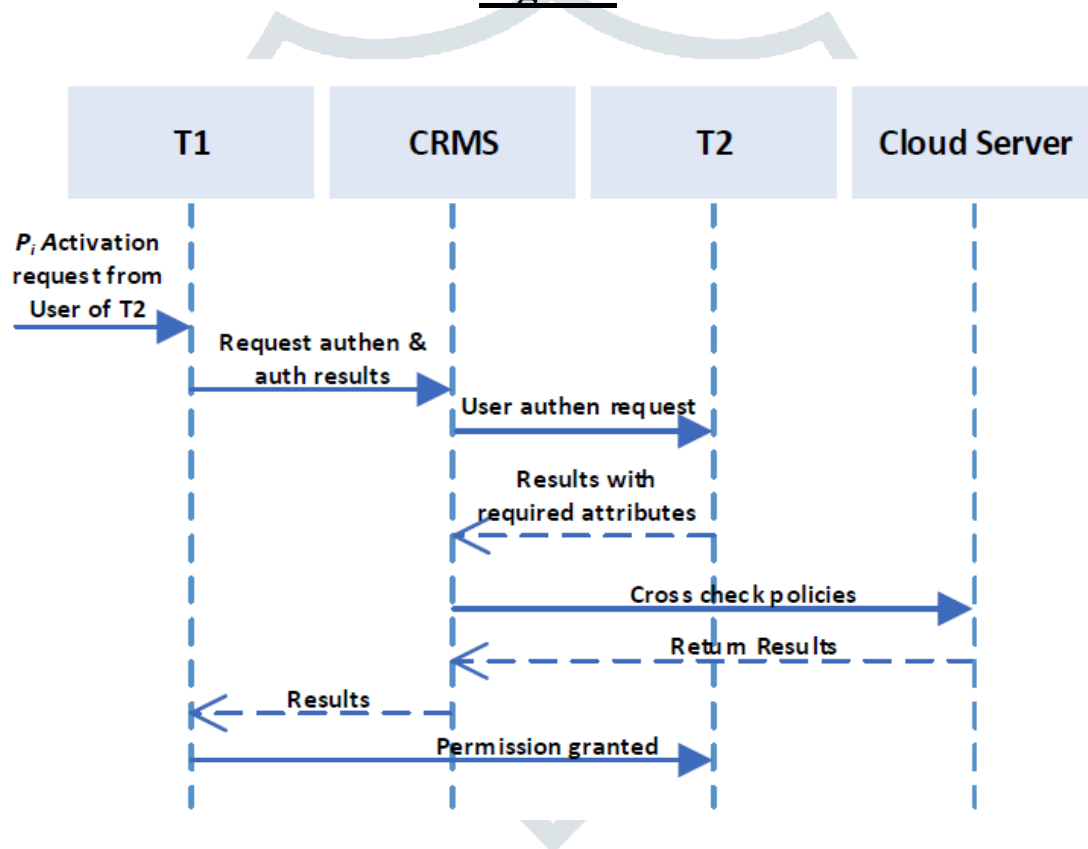 T1
CRMS
T2
Cloud Server
Pi Activation
request from
User of T2
Request authen &
auth results
User authen request
Results with
required attributes
Cross check policies
Return Results
Results
Permission granted